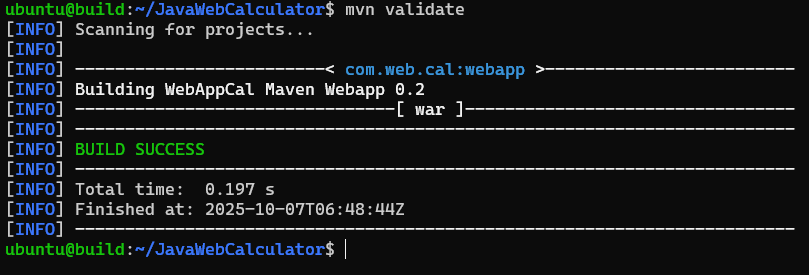 ubuntu@build:~/JavaWebCalculator$ mvn validate
[INFO] Scanning for projects...
[INFO]
[INFO] -------------------------< com.web.cal:webapp >-------------------------
[INFO] Building WebAppCal Maven Webapp 0.2
[INFO] --------------------------------[ war ]---------------------------------
[INFO] ------------------------------------------------------------------------
[INFO] BUILD SUCCESS
[INFO] ------------------------------------------------------------------------
[INFO] Total time:  0.197 s
[INFO] Finished at: 2025-10-07T06:48:44Z
[INFO] ------------------------------------------------------------------------
ubuntu@build:~/JavaWebCalculator$